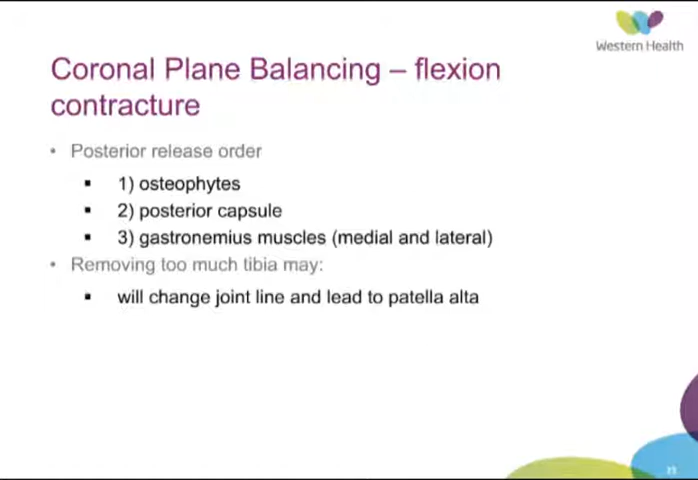 Western Health
Coronal Plane Balancing – flexion
contracture
• Posterior release order
▪ 1) osteophytes
▪ 2) posterior capsule
▪ 3) gastronemius muscles (medial and lateral)
• Removing too much tibia may:
▪ will change joint line and lead to patella alta